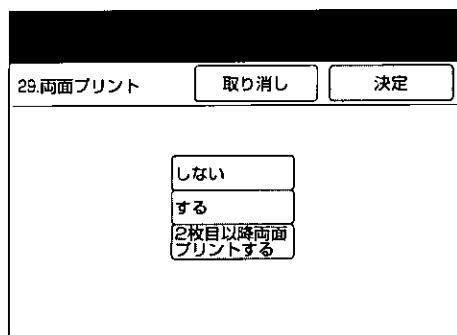 29.両面プリント 取り消し 決定
しない
する
2枚目以降両面
プリントする